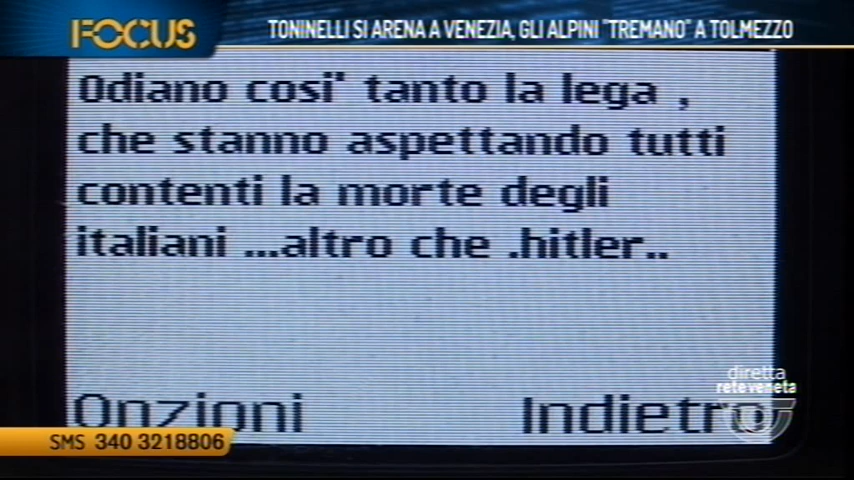 FOCUS
TONINELLI SI ARENA A VENEZIA, GLI ALPINI "TREMANO" A TOLMEZZO
Odiano cosi" tanto la lega ,
che stanno aspettando tutti
contenti la morte degli
italiani ...altro che .hitler..
Opzioni Indietro
diretta
reteveneta
SMS 340 3218806